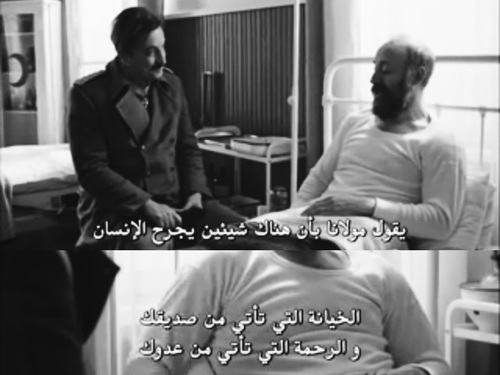 يقول مولانا بأن هناك شيئين يجرح الإنسان
الخيانة التي تأتي من صديقك
و الرحمة التي تأتي من عدوك